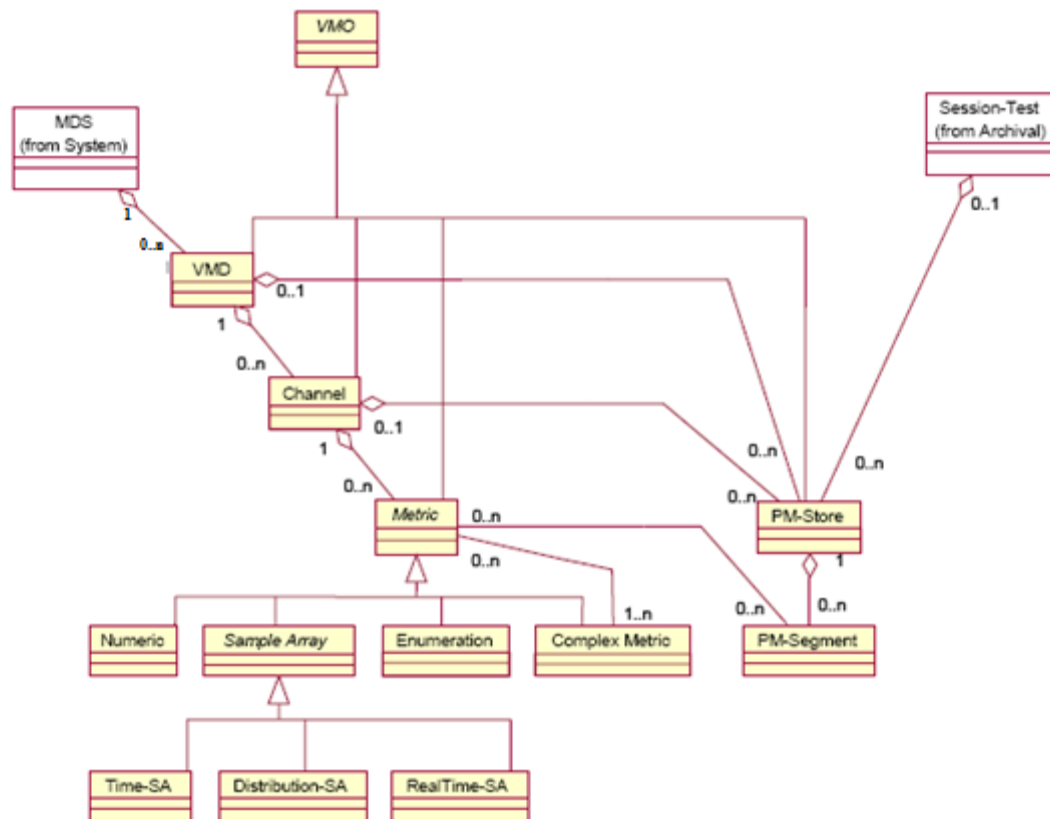 VMO
MDS
(from System)
Session-Test
(from Archival)
1
0..1
0..n
VMD
0..1
1
0..n
Channel
0..1
1
0..n
0..n
0..n
0..n
Metric
0..n
PM-Store
0..n
1
1..n
0..n
0..n
Numeric
Sample Array
Enumeration
Complex Metric
PM-Segment
Time-SA
Distribution-SA
RealTime-SA